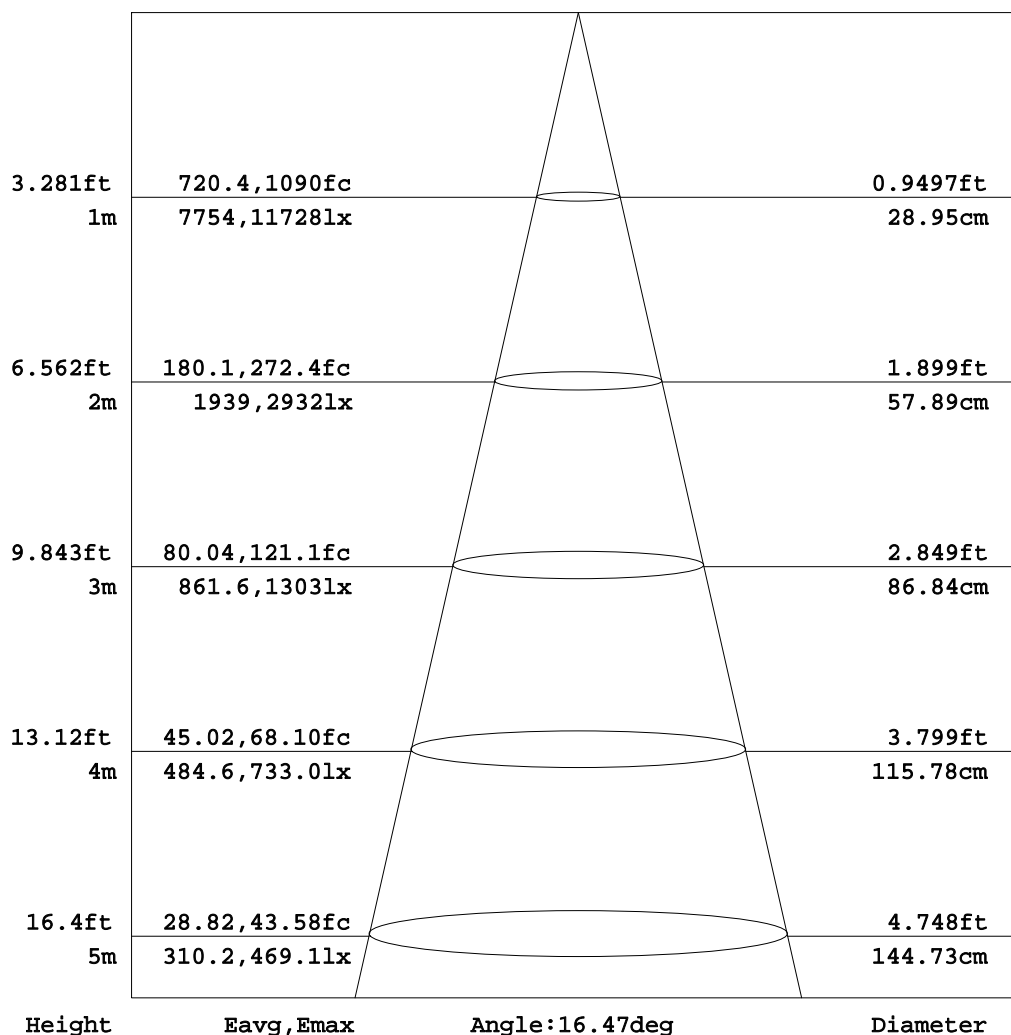 3.281ft 720.4,1090fc 0.9497ft
1m 7754,11728lx 28.95cm
6.562ft 180.1,272.4fc 1.899ft
2m 1939,2932lx 57.89cm
9.843ft 80.04,121.1fc 2.849ft
3m 861.6,1303lx 86.84cm
13.12ft 45.02,68.10fc 3.799ft
4m 484.6,733.0lx 115.78cm
16.4ft 28.82,43.58fc 4.748ft
5m 310.2,469.1lx 144.73cm
Height Eavg,Emax Angle:16.47deg Diameter